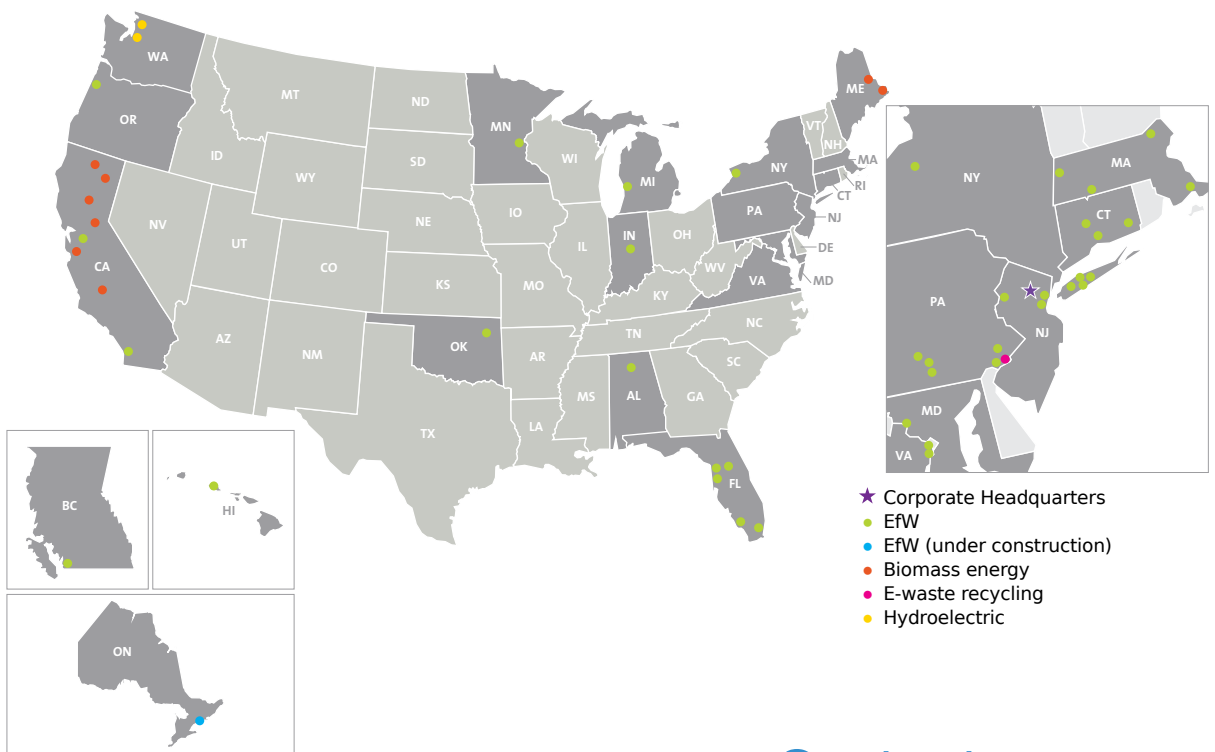 WA
OR
CA
ID
NV
MT
WY
UT
AZ
CO
NM
ND
SD
NE
KS
OK
TX
MN
IO
MO
AR
LA
WI
IL
MS
MI
IN
OH
KY
TN
AL
GA
FL
SC
NC
WV
VA
PA
NY
VT
NH
ME
MA
RI
CT
NJ
DE
MD
NY
MA
CT
PA
NJ
MD
VA
BC
HI
ON
Corporate Headquarters
EfW
EfW (under construction)
Biomass energy
E-waste recycling
Hydroelectric